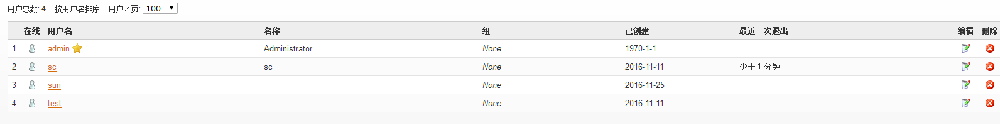 用户总数: 4 -- 按用户名排序 -- 用户／页: 100
在线 用户名 名称 组 已创建 最近一次退出 编辑 删除
1 admin Administrator None 1970-1-1
2 sc sc None 2016-11-11 少于 1 分钟
3 sun None 2016-11-25
4 test None 2016-11-11